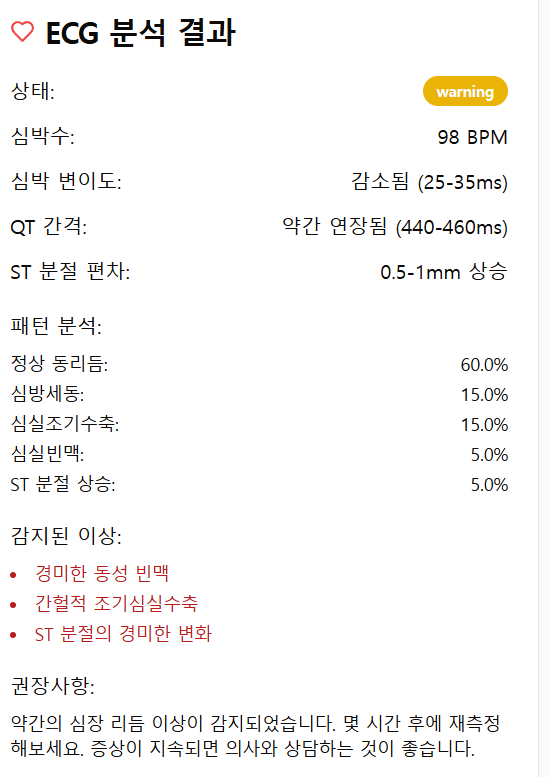 ECG 분석 결과
상태: warning
심박수: 98 BPM
심박 변이도: 감소됨 (25-35ms)
QT 간격: 약간 연장됨 (440-460ms)
ST 분절 편차: 0.5-1mm 상승
패턴 분석:
정상 동리듬: 60.0%
심방세동: 15.0%
심실조기수축: 15.0%
심실빈맥: 5.0%
ST 분절 상승: 5.0%
감지된 이상:
• 경미한 동성 빈맥
• 간헐적 조기심실수축
• ST 분절의 경미한 변화
권장사항:
약간의 심장 리듬 이상이 감지되었습니다. 몇 시간 후에 재측정
해보세요. 증상이 지속되면 의사와 상담하는 것이 좋습니다.